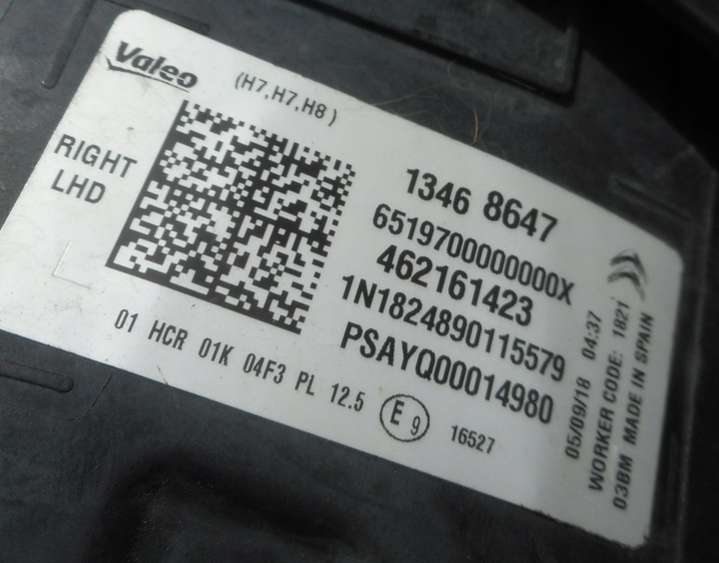 Valeo
(H7,H7,H8)
RIGHT
LHD
1346 8647
6519700000000X
462161423
1N1824890115579
PSAYQ00014980
01 HCR 01K 04F3 PL 12.5 E 9 16527
05/09/18 04:37
WORKER CODE: 1821
03BM MADE IN SPAIN